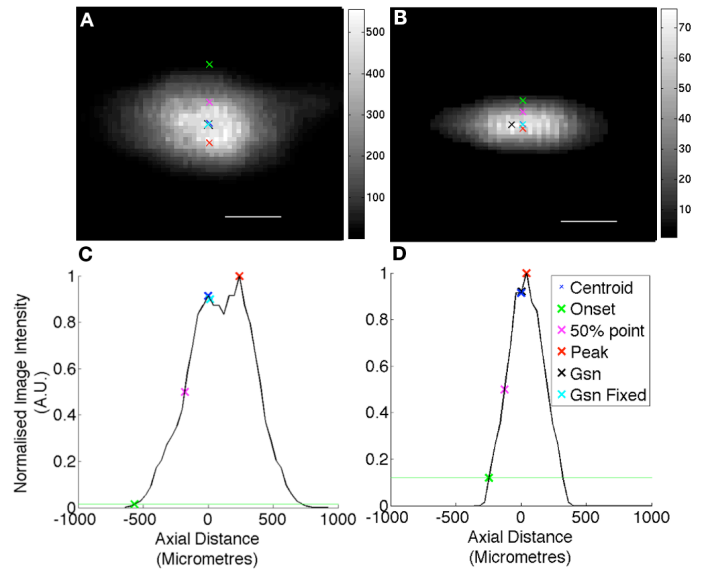 A
500
400
300
200
100
B
70
60
50
40
30
20
10
C
Normalised Image Intensity
(A.U.)
1
0.8
0.6
0.4
0.2
0
-1000 -500 0 500 1000
Axial Distance
(Micrometres)
D
1
0.8
0.6
0.4
0.2
0
-1000 -500 0 500 1000
Axial Distance
(Micrometres)
Centroid
Onset
50% point
Peak
Gsn
Gsn Fixed